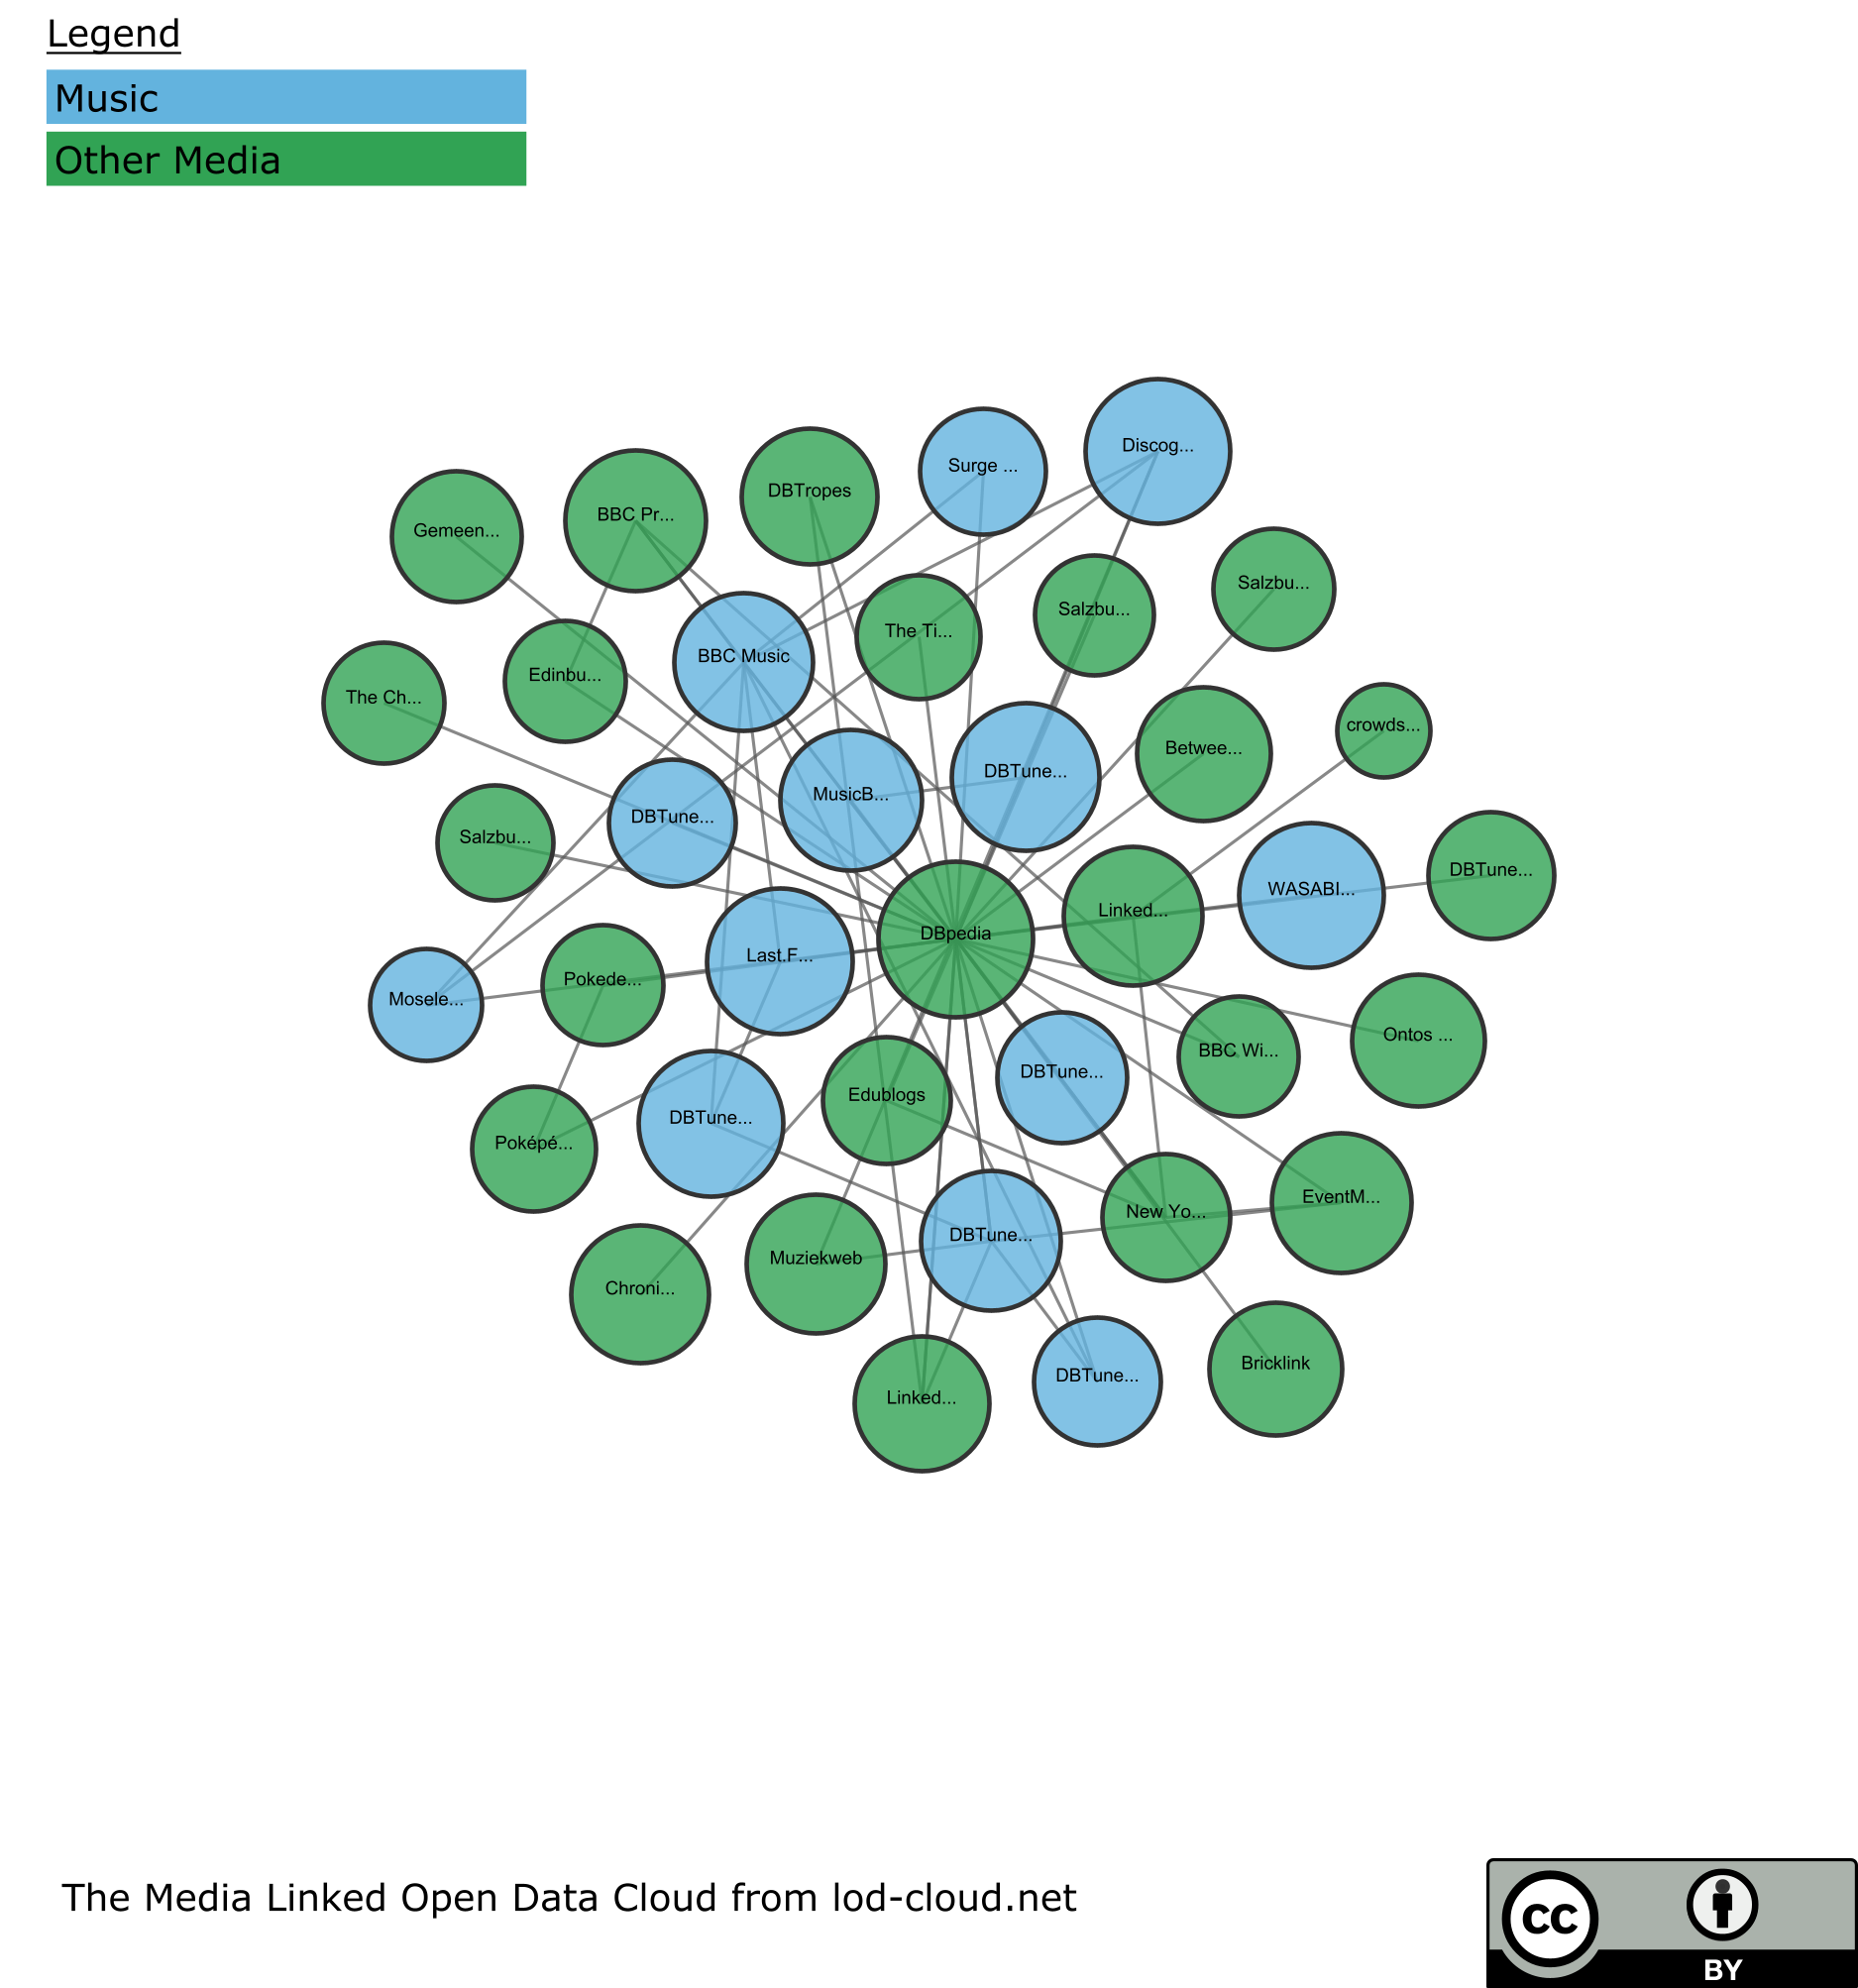 Legend
Music
Other Media
Discog...
Surge ...
DBTropes
BBC Pr...
Gemeen...
Salzbu...
Salzbu...
The Ti...
BBC Music
Edinbu...
The Ch...
crowds...
Betwee...
DBTune...
MusicB...
DBTune...
Salzbu...
DBTune...
WASABI...
Linked...
DBpedia
Last.F...
Pokede...
Mosele...
Ontos ...
BBC Wi...
DBTune...
Edublogs
DBTune...
Poképé...
EventM...
New Yo...
DBTune...
Muziekweb
Chroni...
Bricklink
DBTune...
Linked...
The Media Linked Open Data Cloud from lod-cloud.net
cc
BY